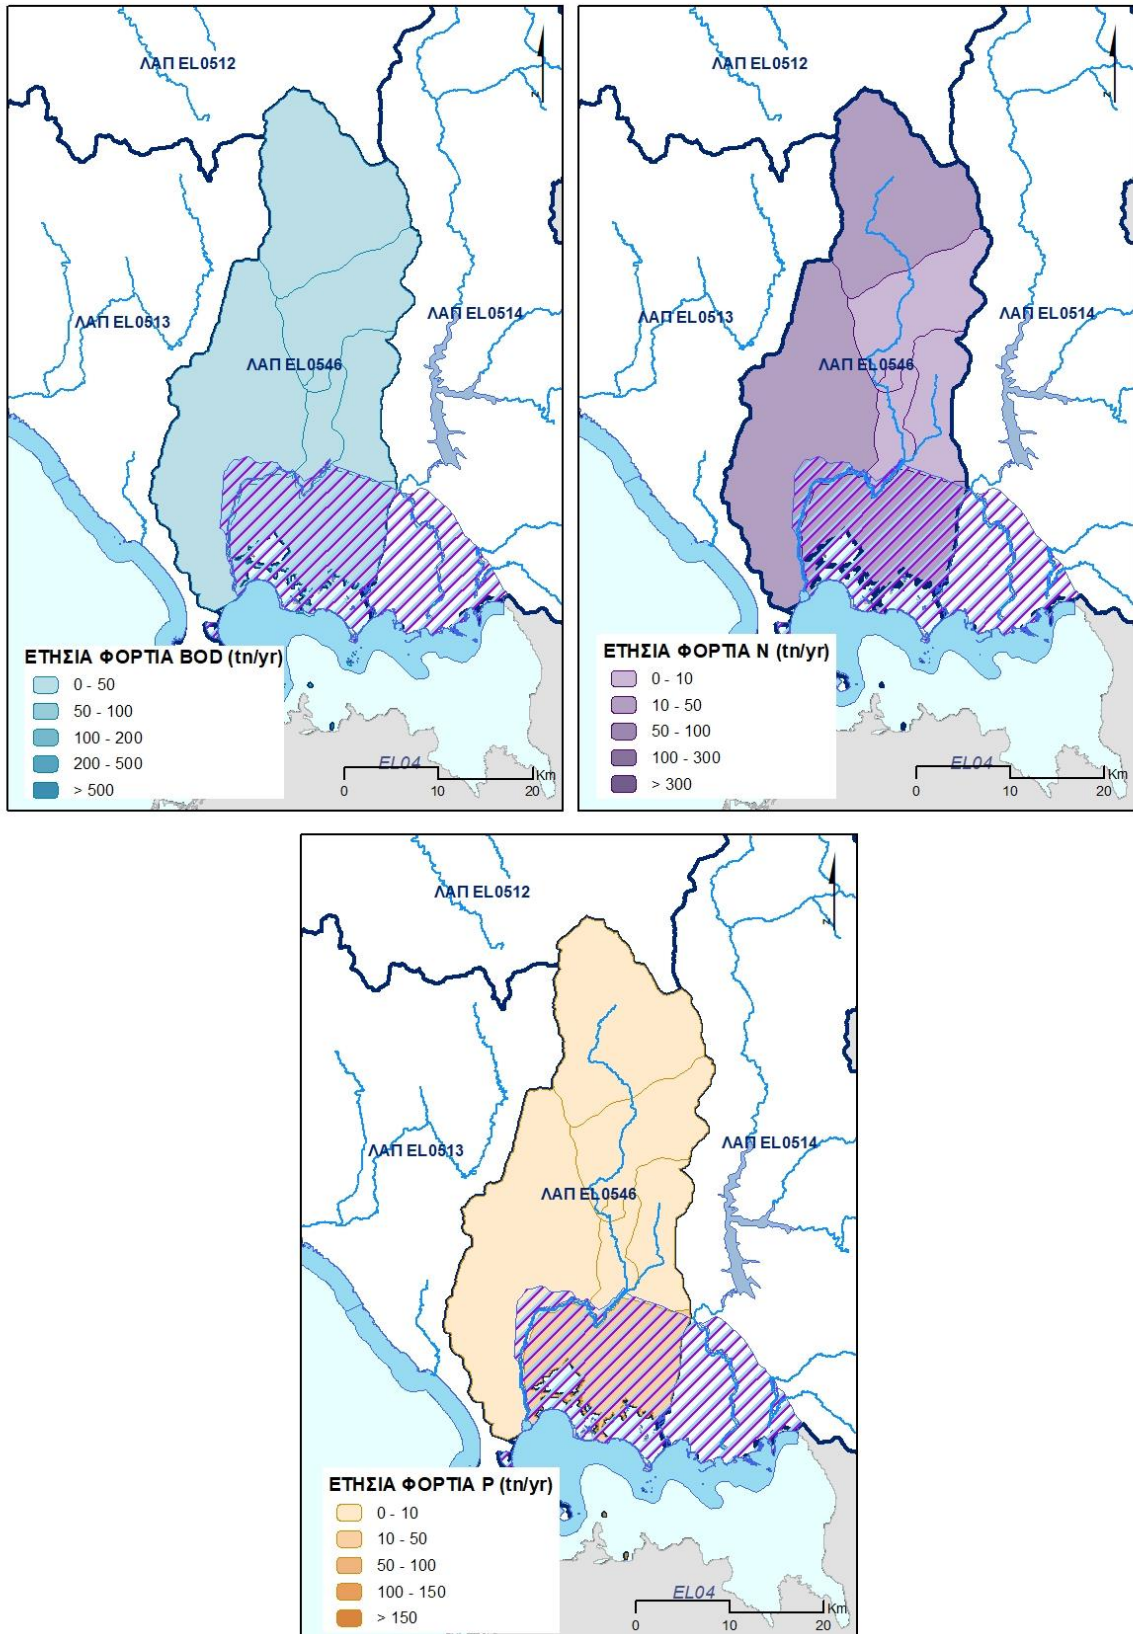 ΛΑΠ EL0512
N
ΛΑΠ EL0513
ΛΑΠ EL0514
ΛΑΠ EL0546
ΕΤΗΣΙΑ ΦΟΡΤΙΑ BOD (tn/yr)
0 - 50
50 - 100
100 - 200
200 - 500
> 500
EL04
Km
0 10 20
ΛΑΠ EL0512
N
ΛΑΠ EL0513
ΛΑΠ EL0514
ΛΑΠ EL0546
ΕΤΗΣΙΑ ΦΟΡΤΙΑ N (tn/yr)
0 - 10
10 - 50
50 - 100
100 - 300
> 300
EL04
Km
0 10 20
ΛΑΠ EL0512
N
ΛΑΠ EL0513
ΛΑΠ EL0514
ΛΑΠ EL0546
ΕΤΗΣΙΑ ΦΟΡΤΙΑ P (tn/yr)
0 - 10
10 - 50
50 - 100
100 - 150
> 150
EL04
Km
0 10 20